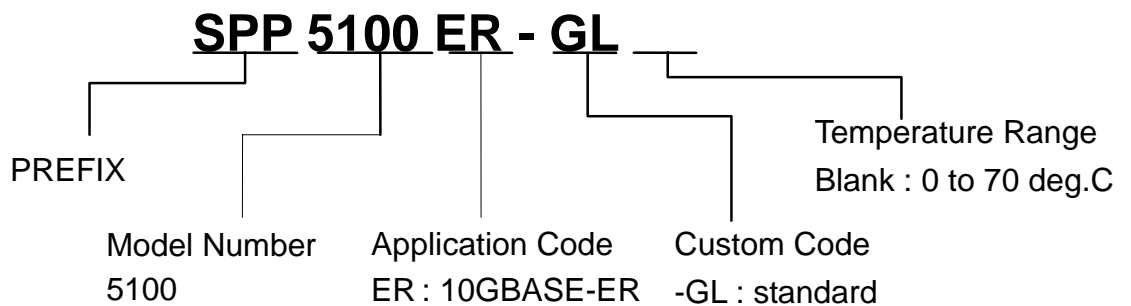 SPP 5100 ER - GL
PREFIX
Model Number
5100
Application Code
ER : 10GBASE-ER
Custom Code
-GL : standard
Temperature Range
Blank : 0 to 70 deg.C